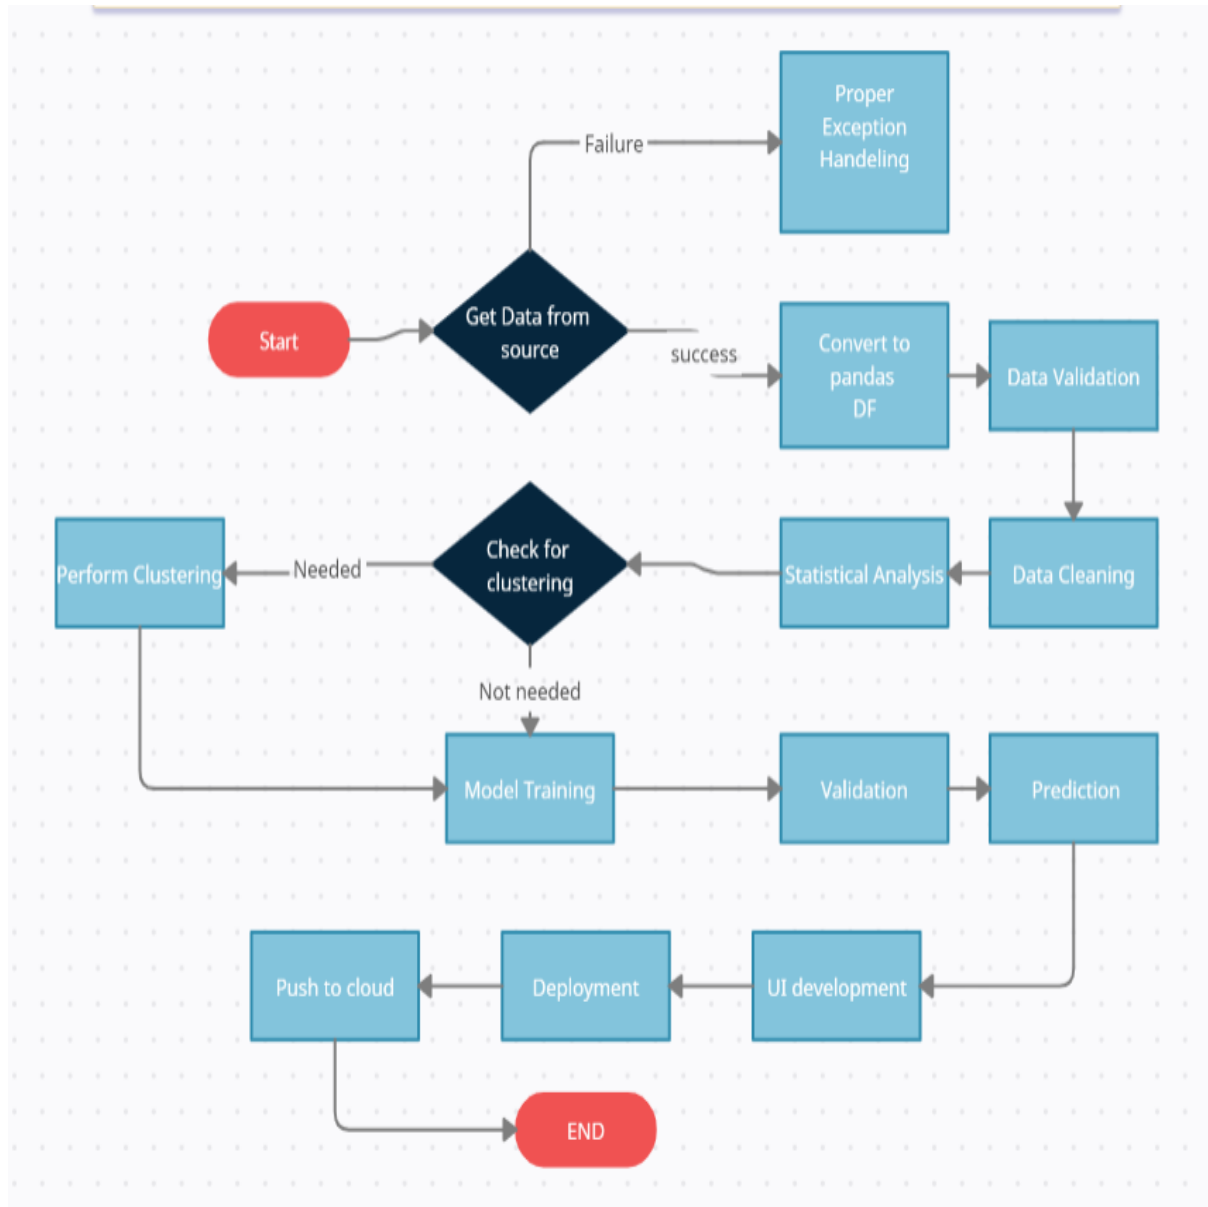 Proper
Exception
Handeling
Failure
Start
Get Data from
source
success
Convert to
pandas
DF
Data Validation
Perform Clustering
Needed
Check for
clustering
Statistical Analysis
Data Cleaning
Not needed
Model Training
Validation
Prediction
Push to cloud
Deployment
UI development
END